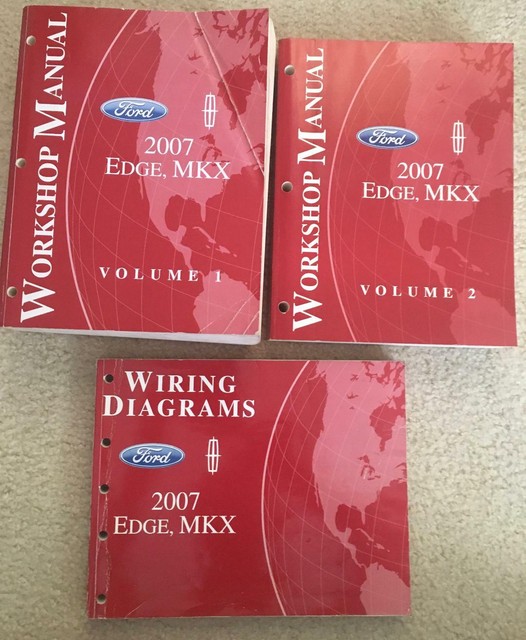 WORKSHOP MANUAL
Ford
2007
EDGE, MKX
VOLUME 1
WORKSHOP MANUAL
Ford
2007
EDGE, MKX
VOLUME 2
WIRING
DIAGRAMS
Ford
2007
EDGE, MKX